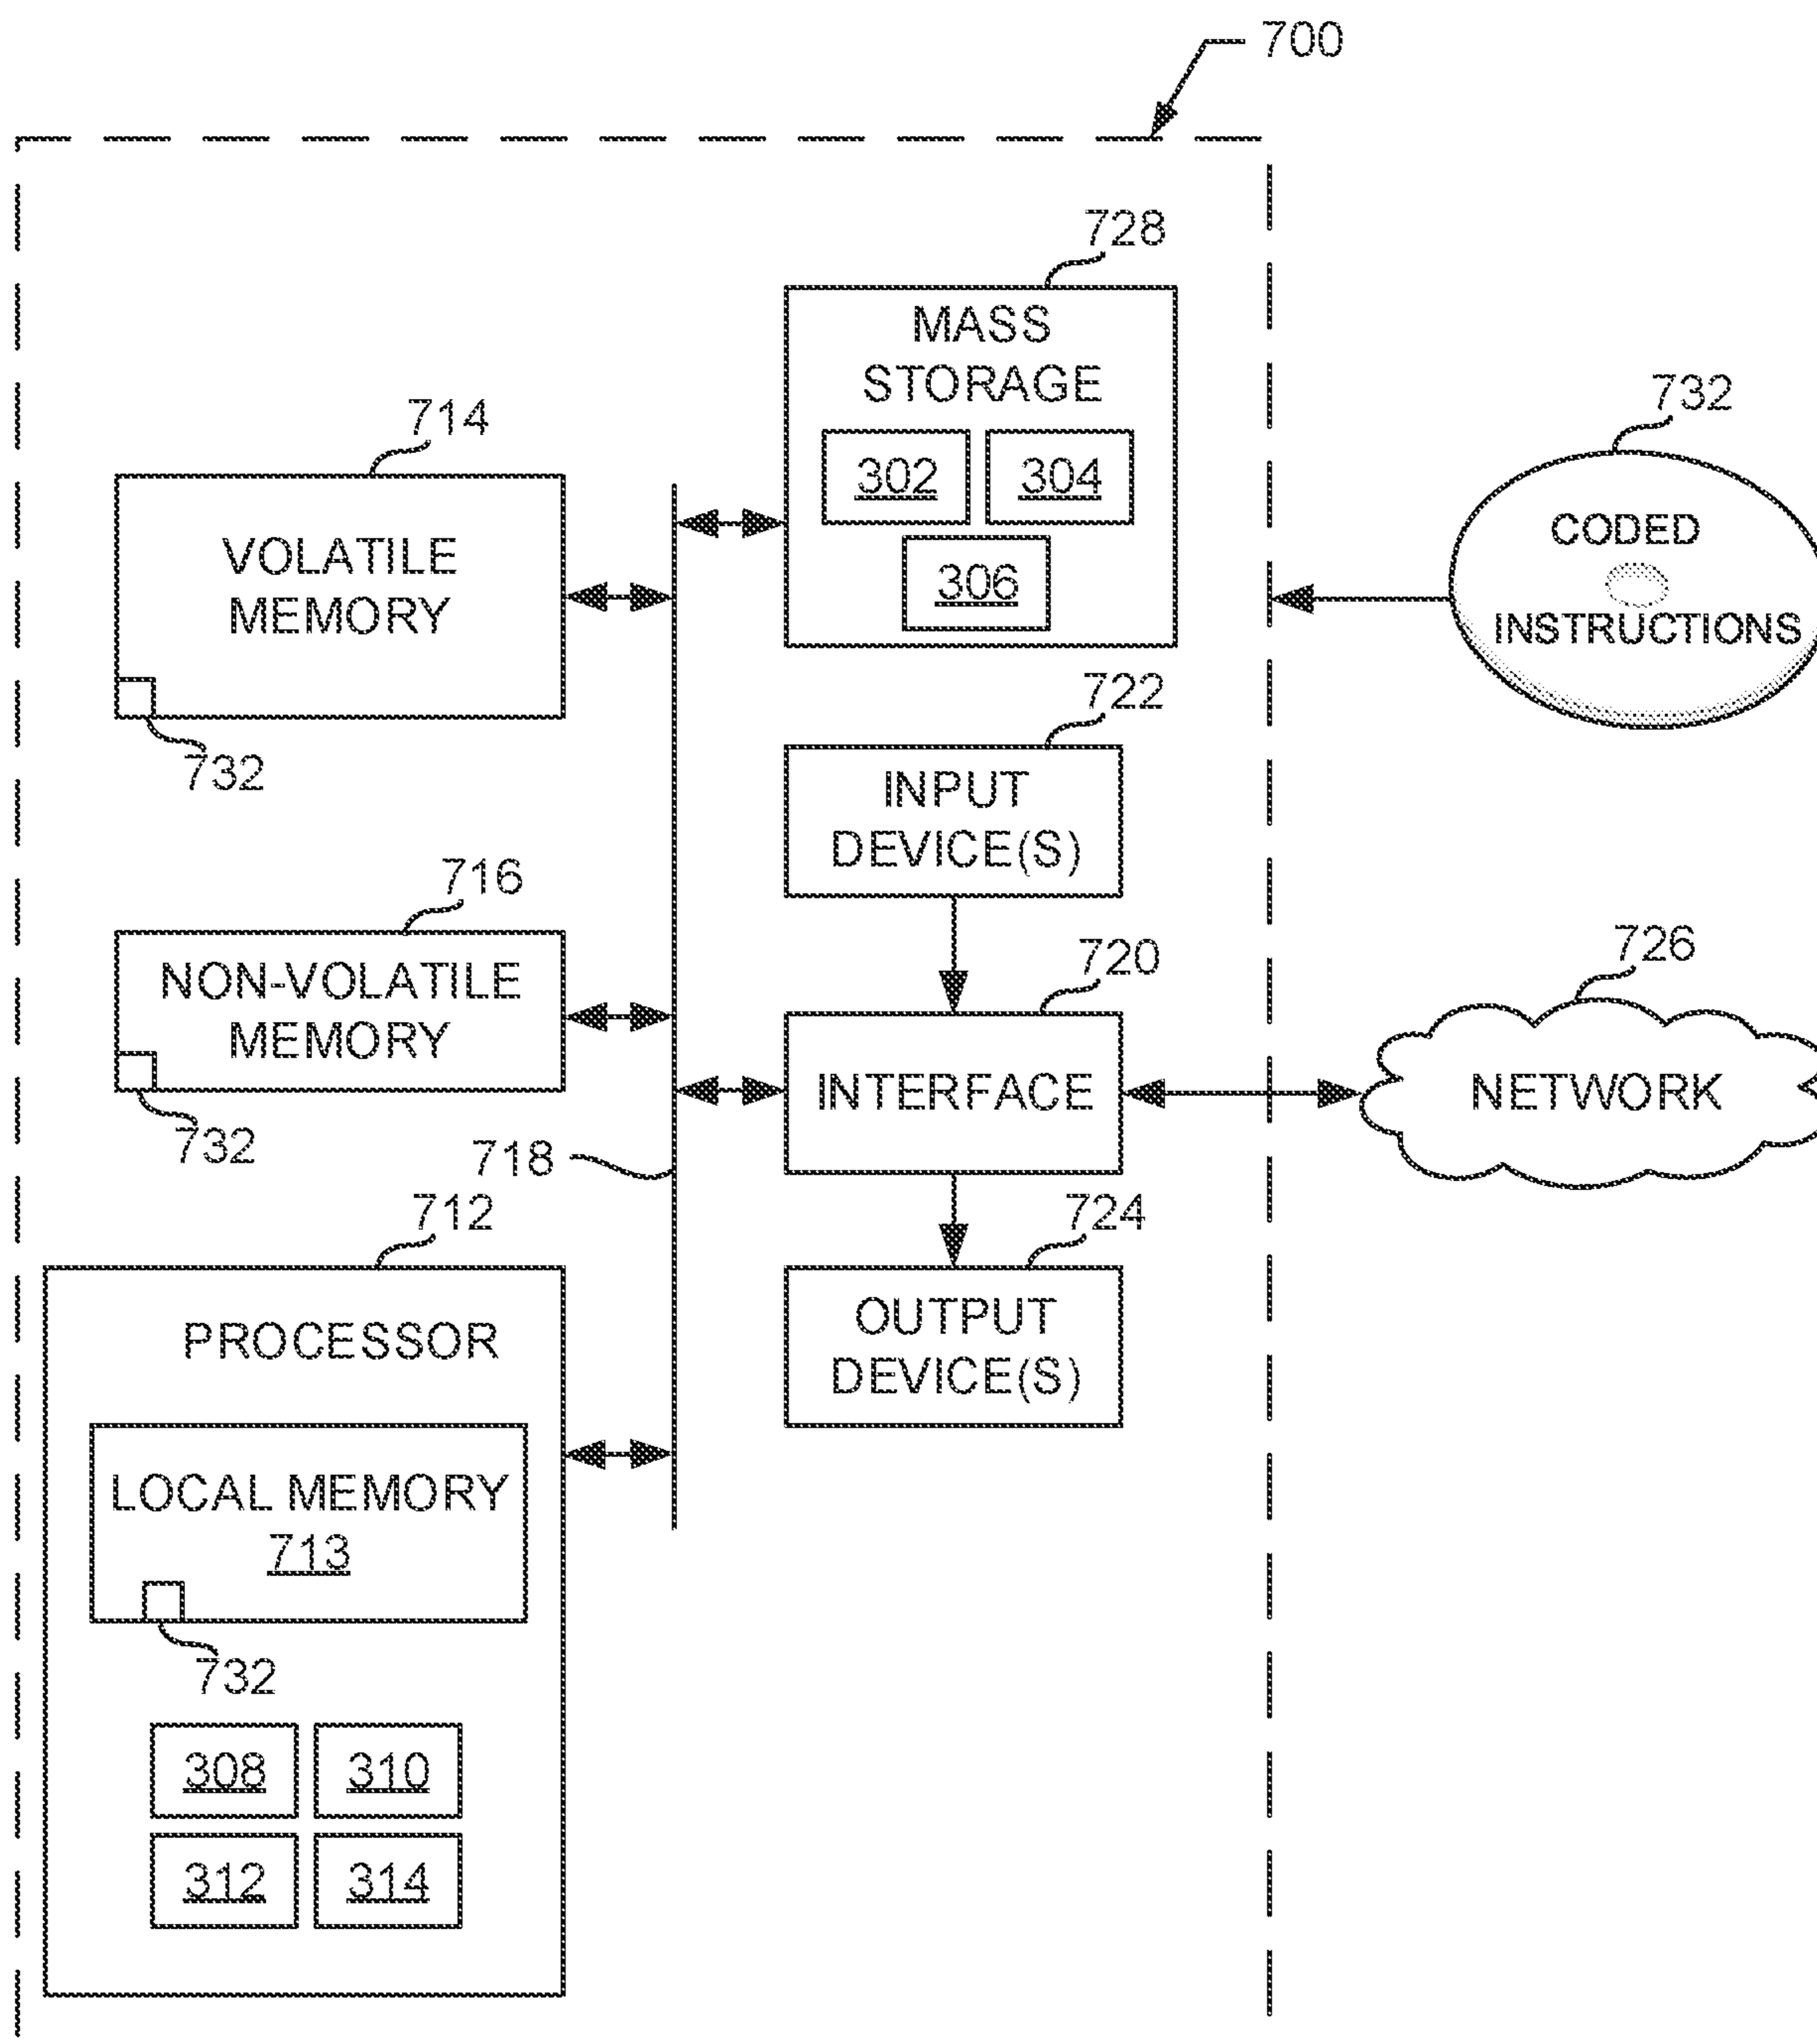 700
728
MASS
STORAGE
302 304
306
714
VOLATILE
MEMORY
732
732
CODED
INSTRUCTIONS
722
INPUT
DEVICE(S)
716
NON-VOLATILE
MEMORY
732
720
INTERFACE
726
NETWORK
718
712
PROCESSOR
LOCAL MEMORY
713
732
308 310
312 314
724
OUTPUT
DEVICE(S)